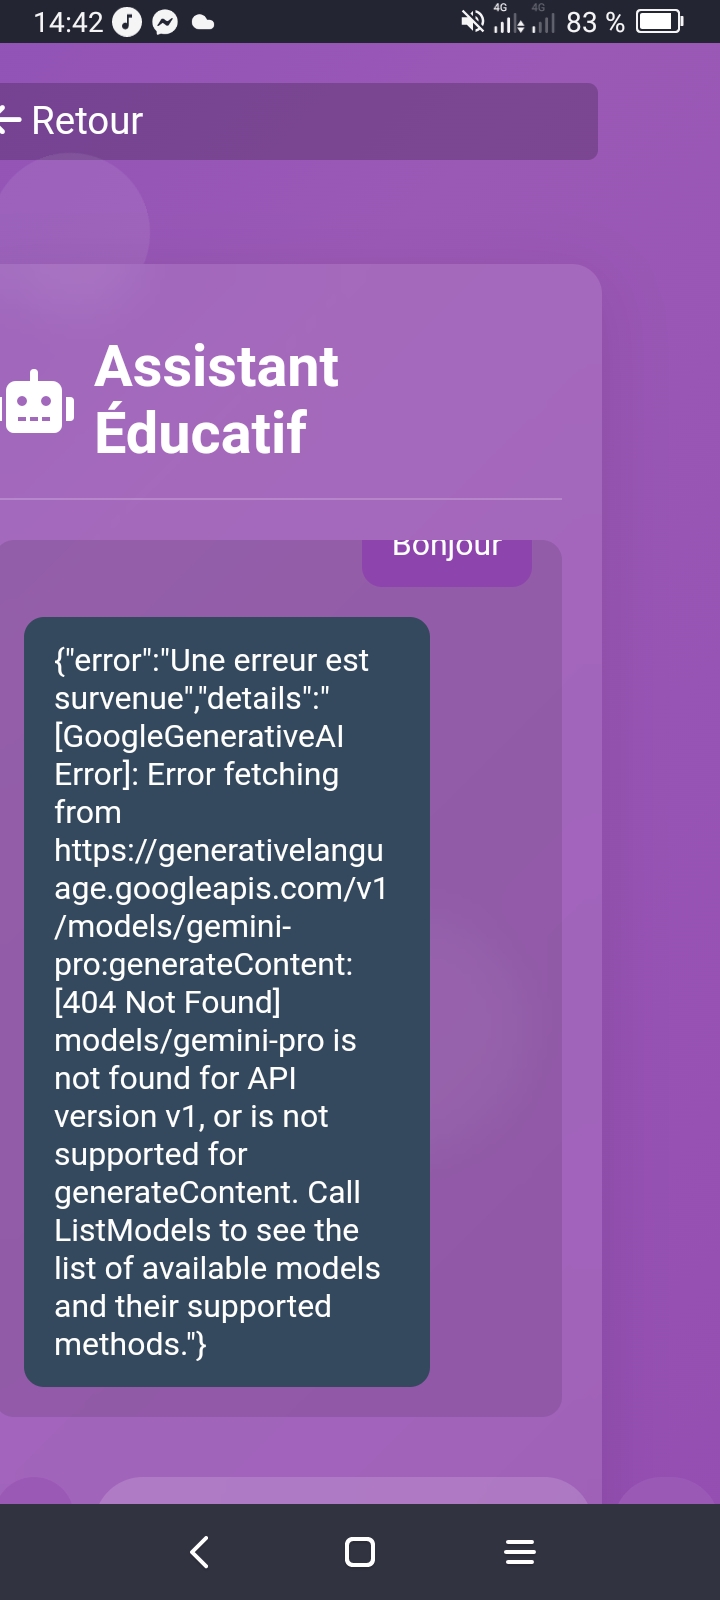 14:42
4G
4G
83 %
Retour
Assistant
Éducatif
Bonjour
{"error":"Une erreur est
survenue","details":"
[GoogleGenerativeAI
Error]: Error fetching
from
https://generativelangu
age.googleapis.com/v1
/models/gemini-
pro:generateContent:
[404 Not Found]
models/gemini-pro is
not found for API
version v1, or is not
supported for
generateContent. Call
ListModels to see the
list of available models
and their supported
methods."}